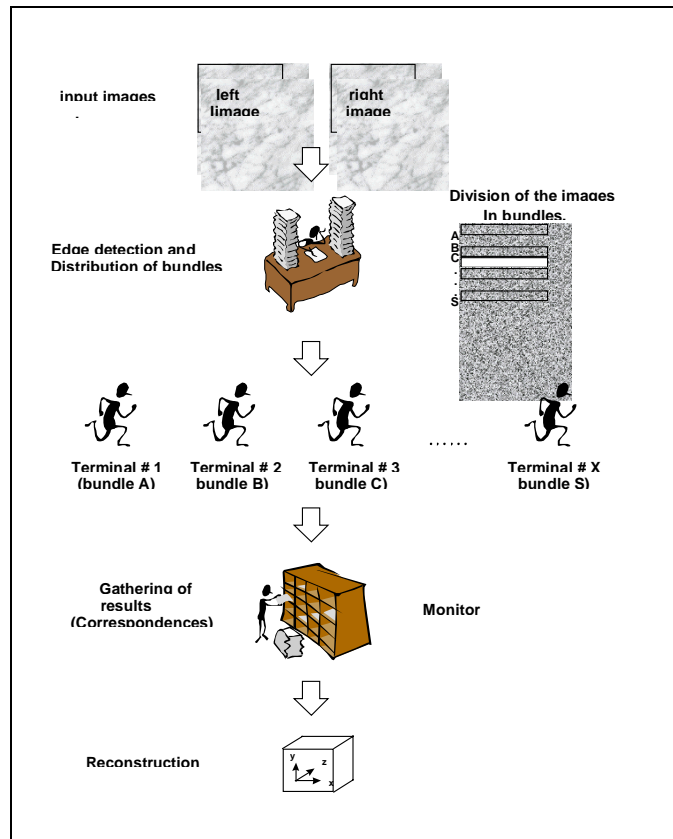 input images
left
Iimage
right
image
Division of the images
In bundles.
A
B
C
.
.
.
S
Edge detection and
Distribution of bundles
Terminal # 1
(bundle A)
Terminal # 2
bundle B)
Terminal # 3
bundle C)
......
Terminal # X
bundle S)
Gathering of
results
(Correspondences)
Monitor
Reconstruction
y
z
x